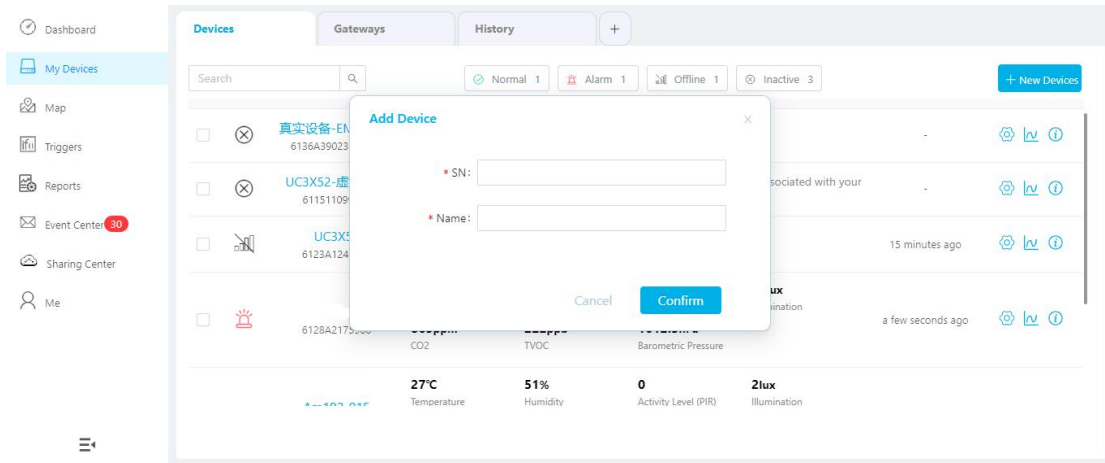 Dashboard
My Devices
Map
Triggers
Reports
Event Center 30
Sharing Center
Me
Devices
Gateways
History
+
Search
Normal 1
Alarm 1
Offline 1
Inactive 3
+ New Devices
Add Device
×
* SN:
* Name:
Cancel
Confirm
真实设备-EM
6136A39023
-
UC3X52-虚
61151109
sociated with your
-
UC3X5
6123A124
15 minutes ago
6128A2175
CO2
TVOC
Barometric Pressure
ux
ination
a few seconds ago
27°C
Temperature
51%
Humidity
0
Activity Level (PIR)
2lux
Illumination